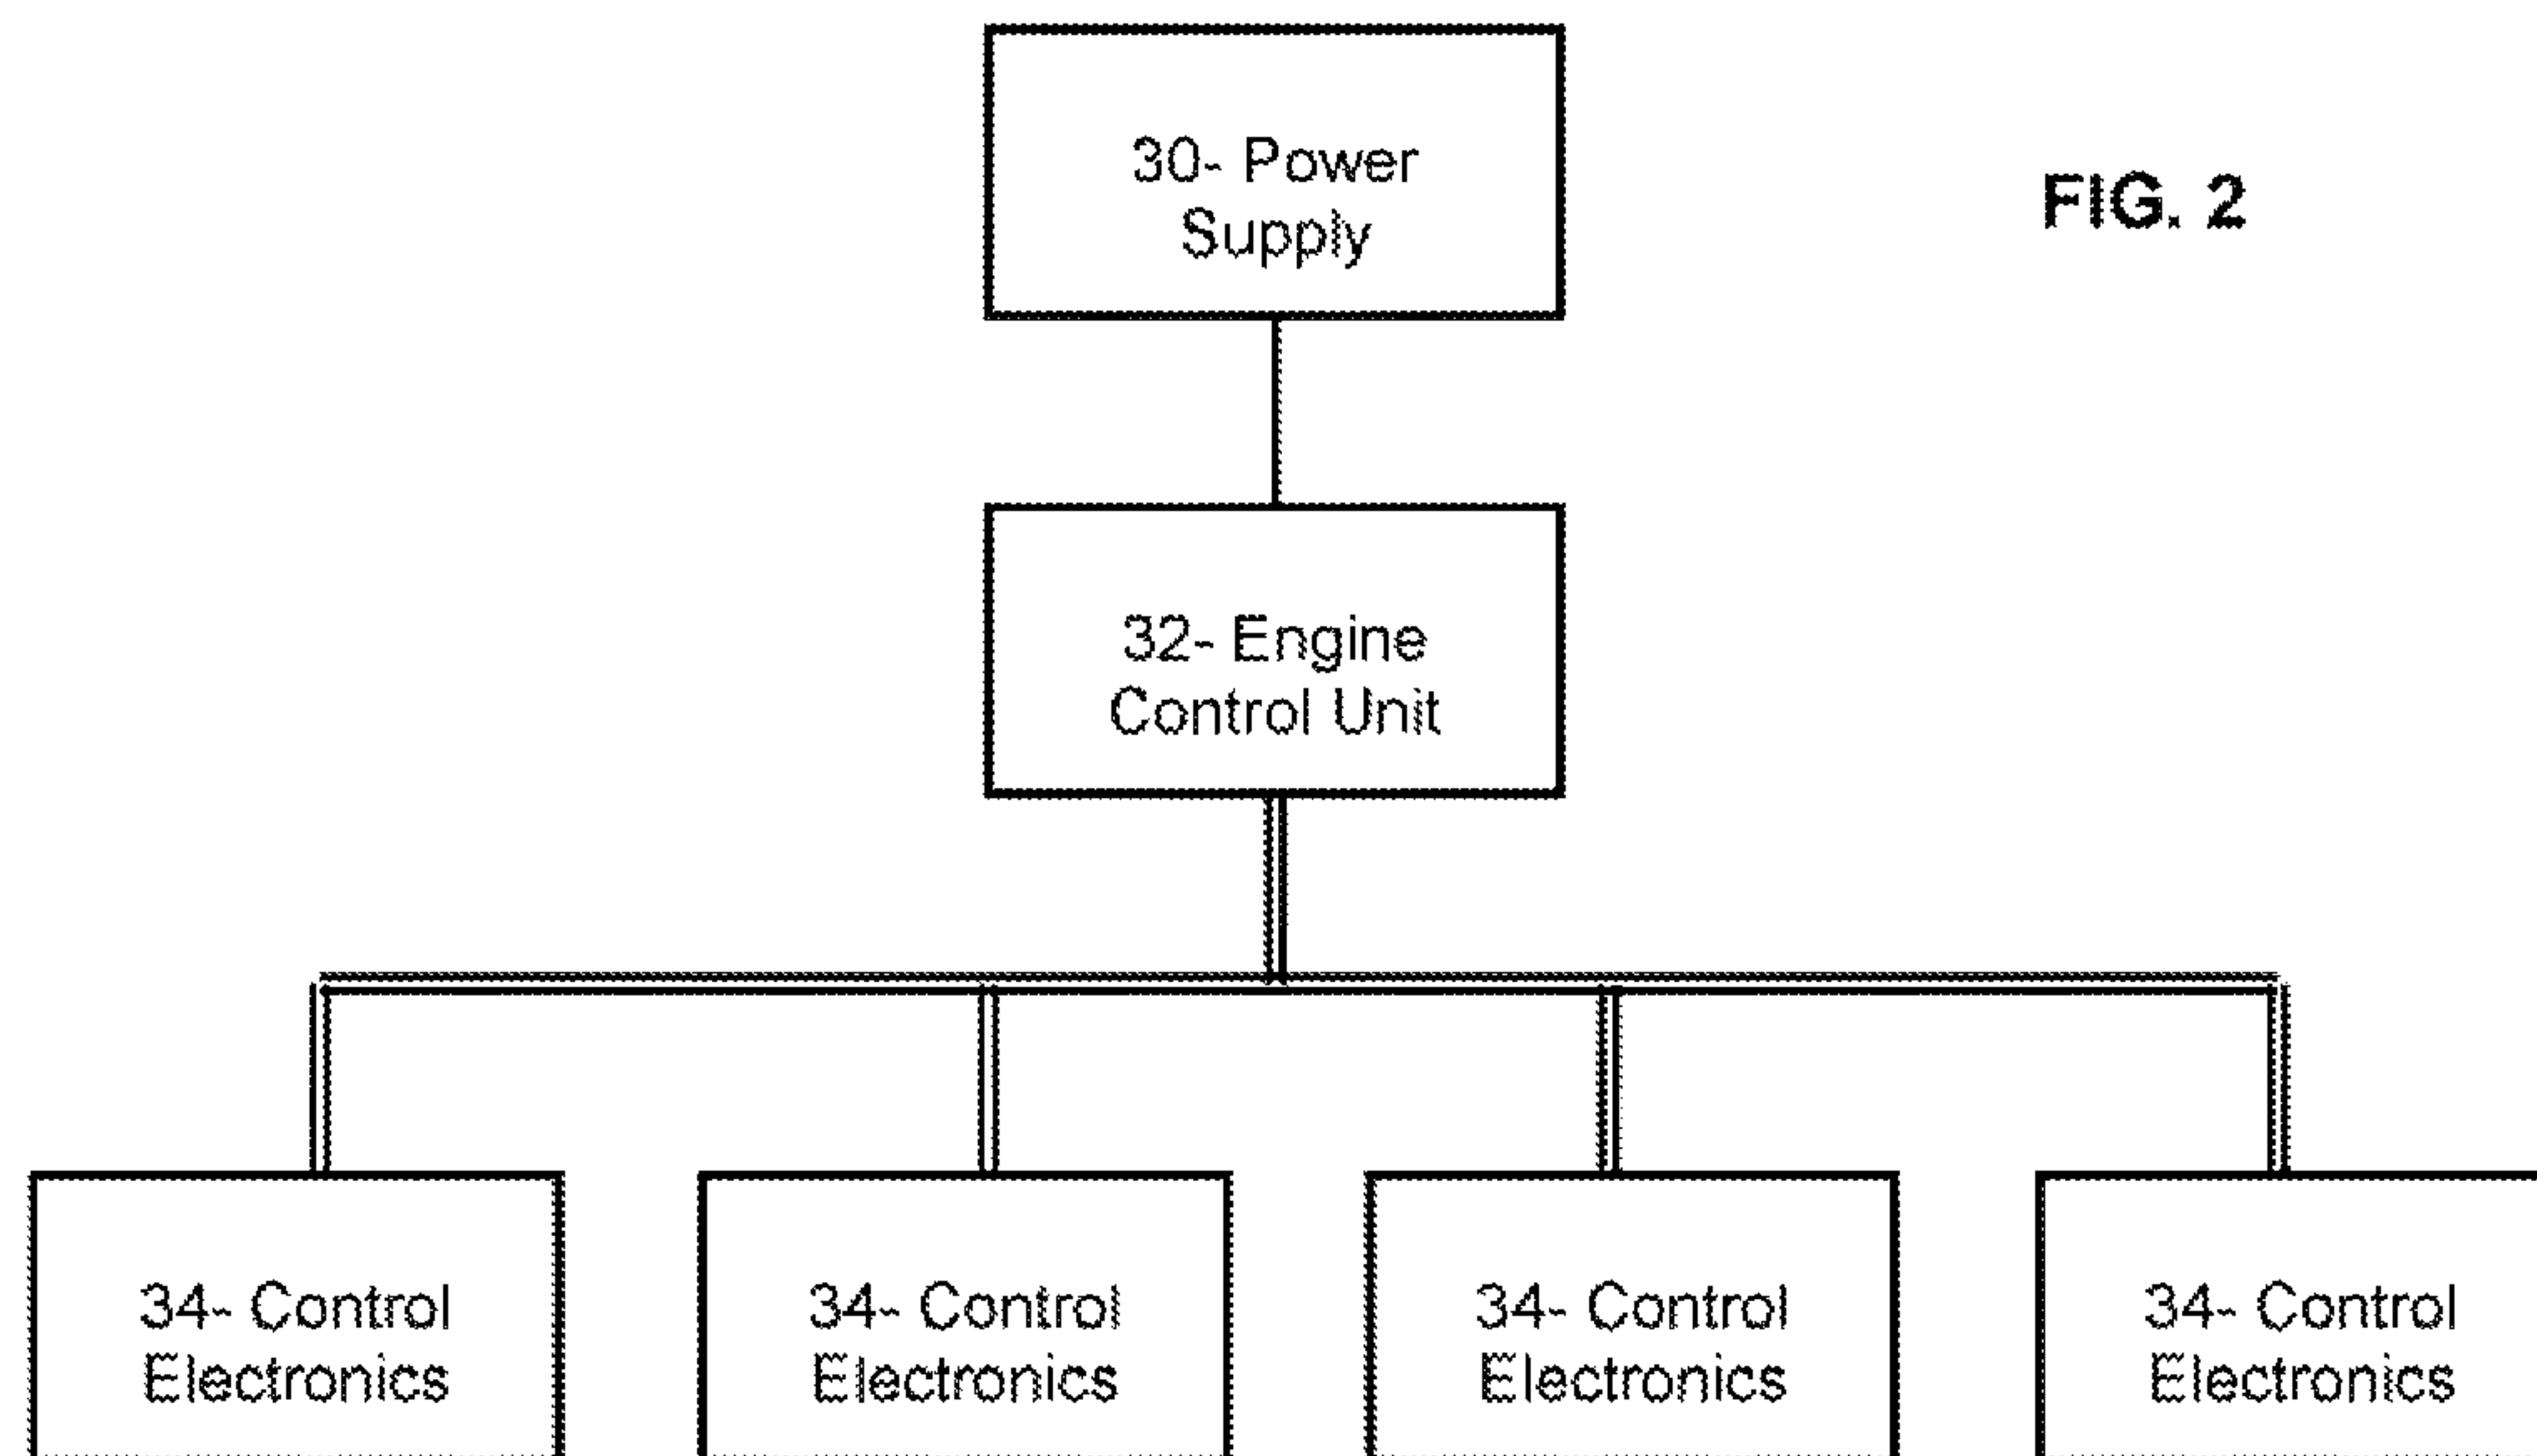 30- Power
Supply
FIG. 2
32- Engine
Control Unit
34- Control
Electronics
34- Control
Electronics
34- Control
Electronics
34- Control
Electronics